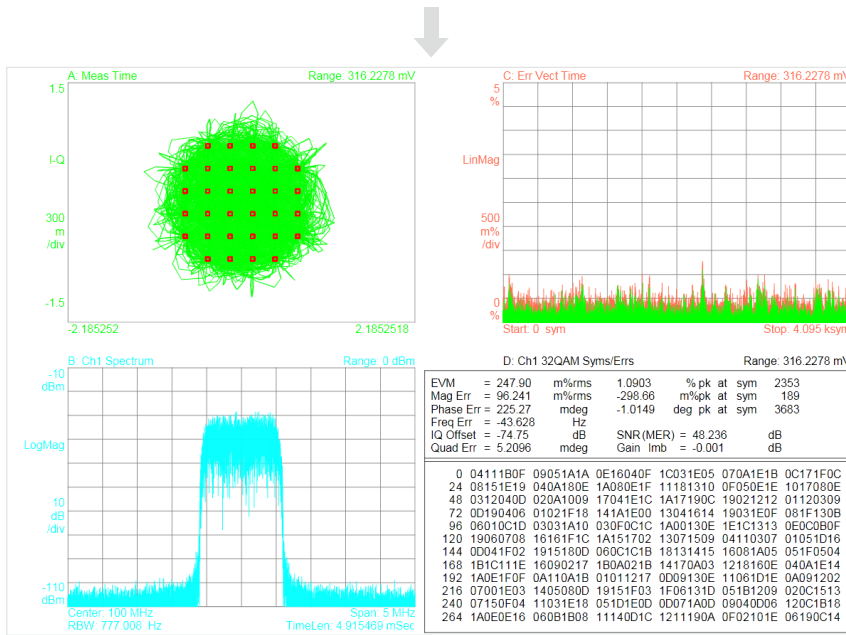 A: Meas Time Range: 316.2278 mV
1.5
I-Q
300
m
/div
-1.5
-2.185252 2.1852518
C: Err Vect Time Range: 316.2278 mV
5
%
LinMag
500
m%
/div
0
%
Start: 0 sym Stop: 4.095 ksym
B: Ch1 Spectrum Range: 0 dBm
-10
dBm
LogMag
10
dB
/div
-110
dBm
Center: 100 MHz Span: 5 MHz
RBW: 777.008 Hz TimeLen: 4.915469 mSec
D: Ch1 32QAM Syms/Errs Range: 316.2278 mV
EVM = 247.90 m%rms 1.0903 % pk at sym 2353
Mag Err = 96.241 m%rms -298.66 m%pk at sym 189
Phase Err = 225.27 mdeg -1.0149 deg pk at sym 3683
Freq Err = -43.628 Hz
IQ Offset = -74.75 dB SNR(MER) = 48.236 dB
Quad Err = 5.2096 mdeg Gain Imb = -0.001 dB
0 04111B0F 09051A1A 0E16040F 1C031E05 070A1E1B 0C171F0C
24 08151E19 040A180E 1A080E1F 11181310 0F050E1E 1017080E
48 0312040D 020A1009 17041E1C 1A17190C 19021212 01120309
72 0D190406 01021F18 141A1E00 13041614 19031E0F 081F130B
96 06010C1D 03031A10 030F0C1C 1A00130E 1E1C1313 0E0C0B0F
120 19060708 16161F1C 1A151702 13071509 04110307 01051D16
144 0D041F02 1915180D 060C1C1B 18131415 16081A05 051F0504
168 1B1C111E 16090217 1B0A021B 14170A03 1218160E 040A1E14
192 1A0E1F0F 0A110A1B 01011217 0D09130E 11061D1E 0A091202
216 07001E03 1405080D 19151F03 1F06131D 051B1209 020C1513
240 07150F04 11031E18 051D1E0D 0D071A0D 09040D06 120C1B18
264 1A0E0E16 060B1B08 11140D1C 1211190A 0F02101E 06190C14